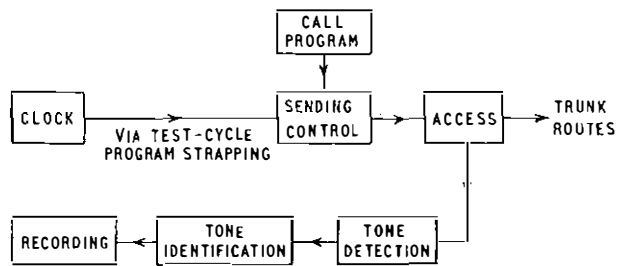 CALL
PROGRAM
CLOCK
VIA TEST-CYCLE
PROGRAM STRAPPING
SENDING
CONTROL
ACCESS
TRUNK
ROUTES
RECORDING
TONE
IDENTIFICATION
TONE
DETECTION